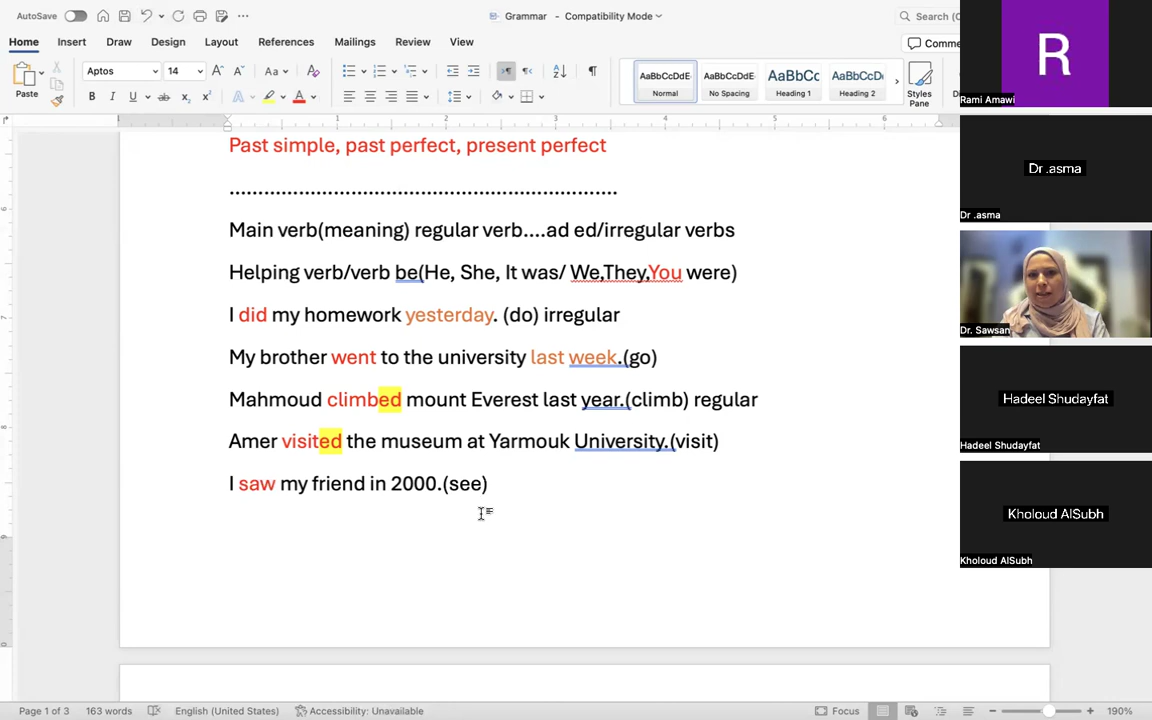 AutoSave
Grammar - Compatibility Mode
Search (C
Home Insert Draw Design Layout References Mailings Review View
Comme
Paste
Aptos 14
AaBbCcDdE AaBbCcDdE AaBbCc AaBbCcD
Normal No Spacing Heading 1 Heading 2
Styles
Pane
R
Rami Amawi
Dr .asma
Dr .asma
Dr. Sawsan
Hadeel Shudayfat
Hadeel Shudayfat
Kholoud AlSubh
Kholoud AlSubh
Past simple, past perfect, present perfect
..................................................................
Main verb(meaning) regular verb....ad ed/irregular verbs
Helping verb/verb be(He, She, It was/ We,They,You were)
I did my homework yesterday. (do) irregular
My brother went to the university last week.(go)
Mahmoud climbed mount Everest last year.(climb) regular
Amer visited the museum at Yarmouk University.(visit)
I saw my friend in 2000.(see)
Page 1 of 3 163 words English (United States) Accessibility: Unavailable Focus 190%